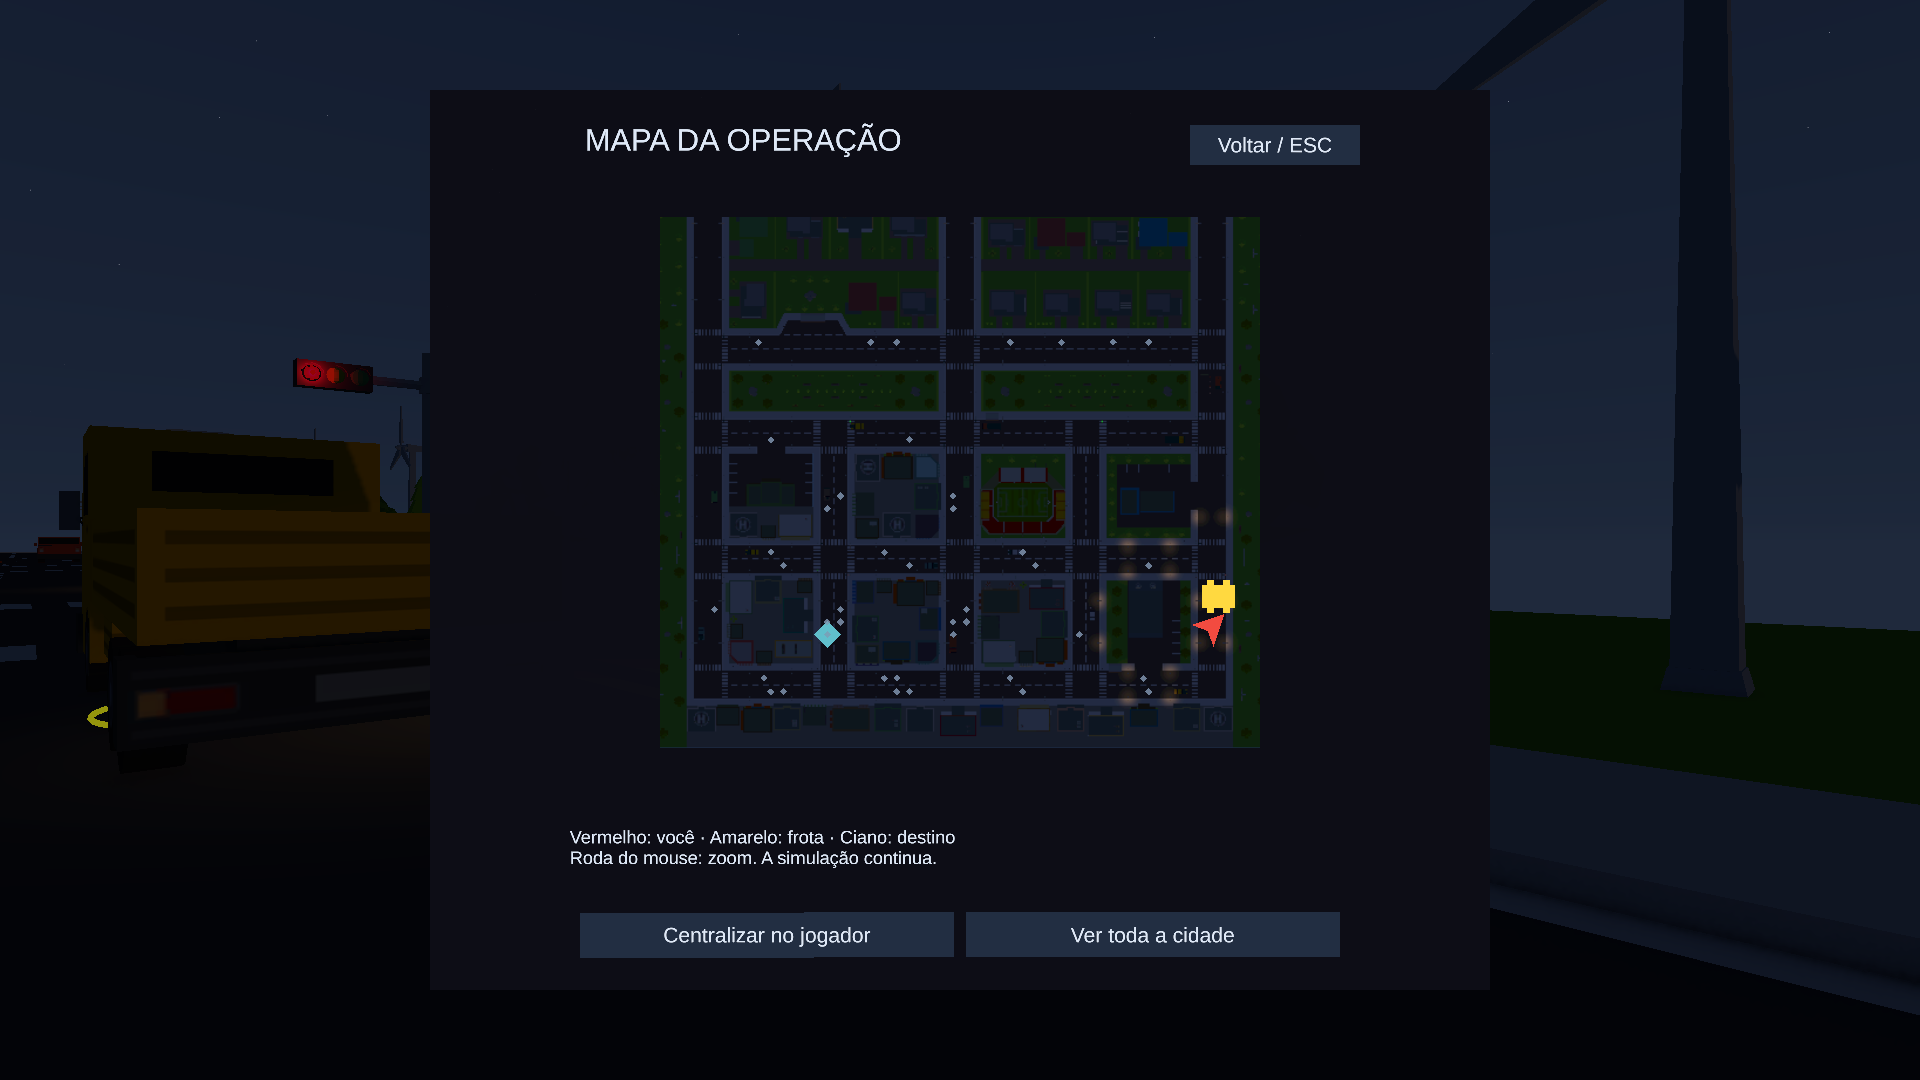 MAPA DA OPERAÇÃO
Voltar / ESC
Vermelho: você · Amarelo: frota · Ciano: destino
Roda do mouse: zoom. A simulação continua.
Centralizar no jogador
Ver toda a cidade